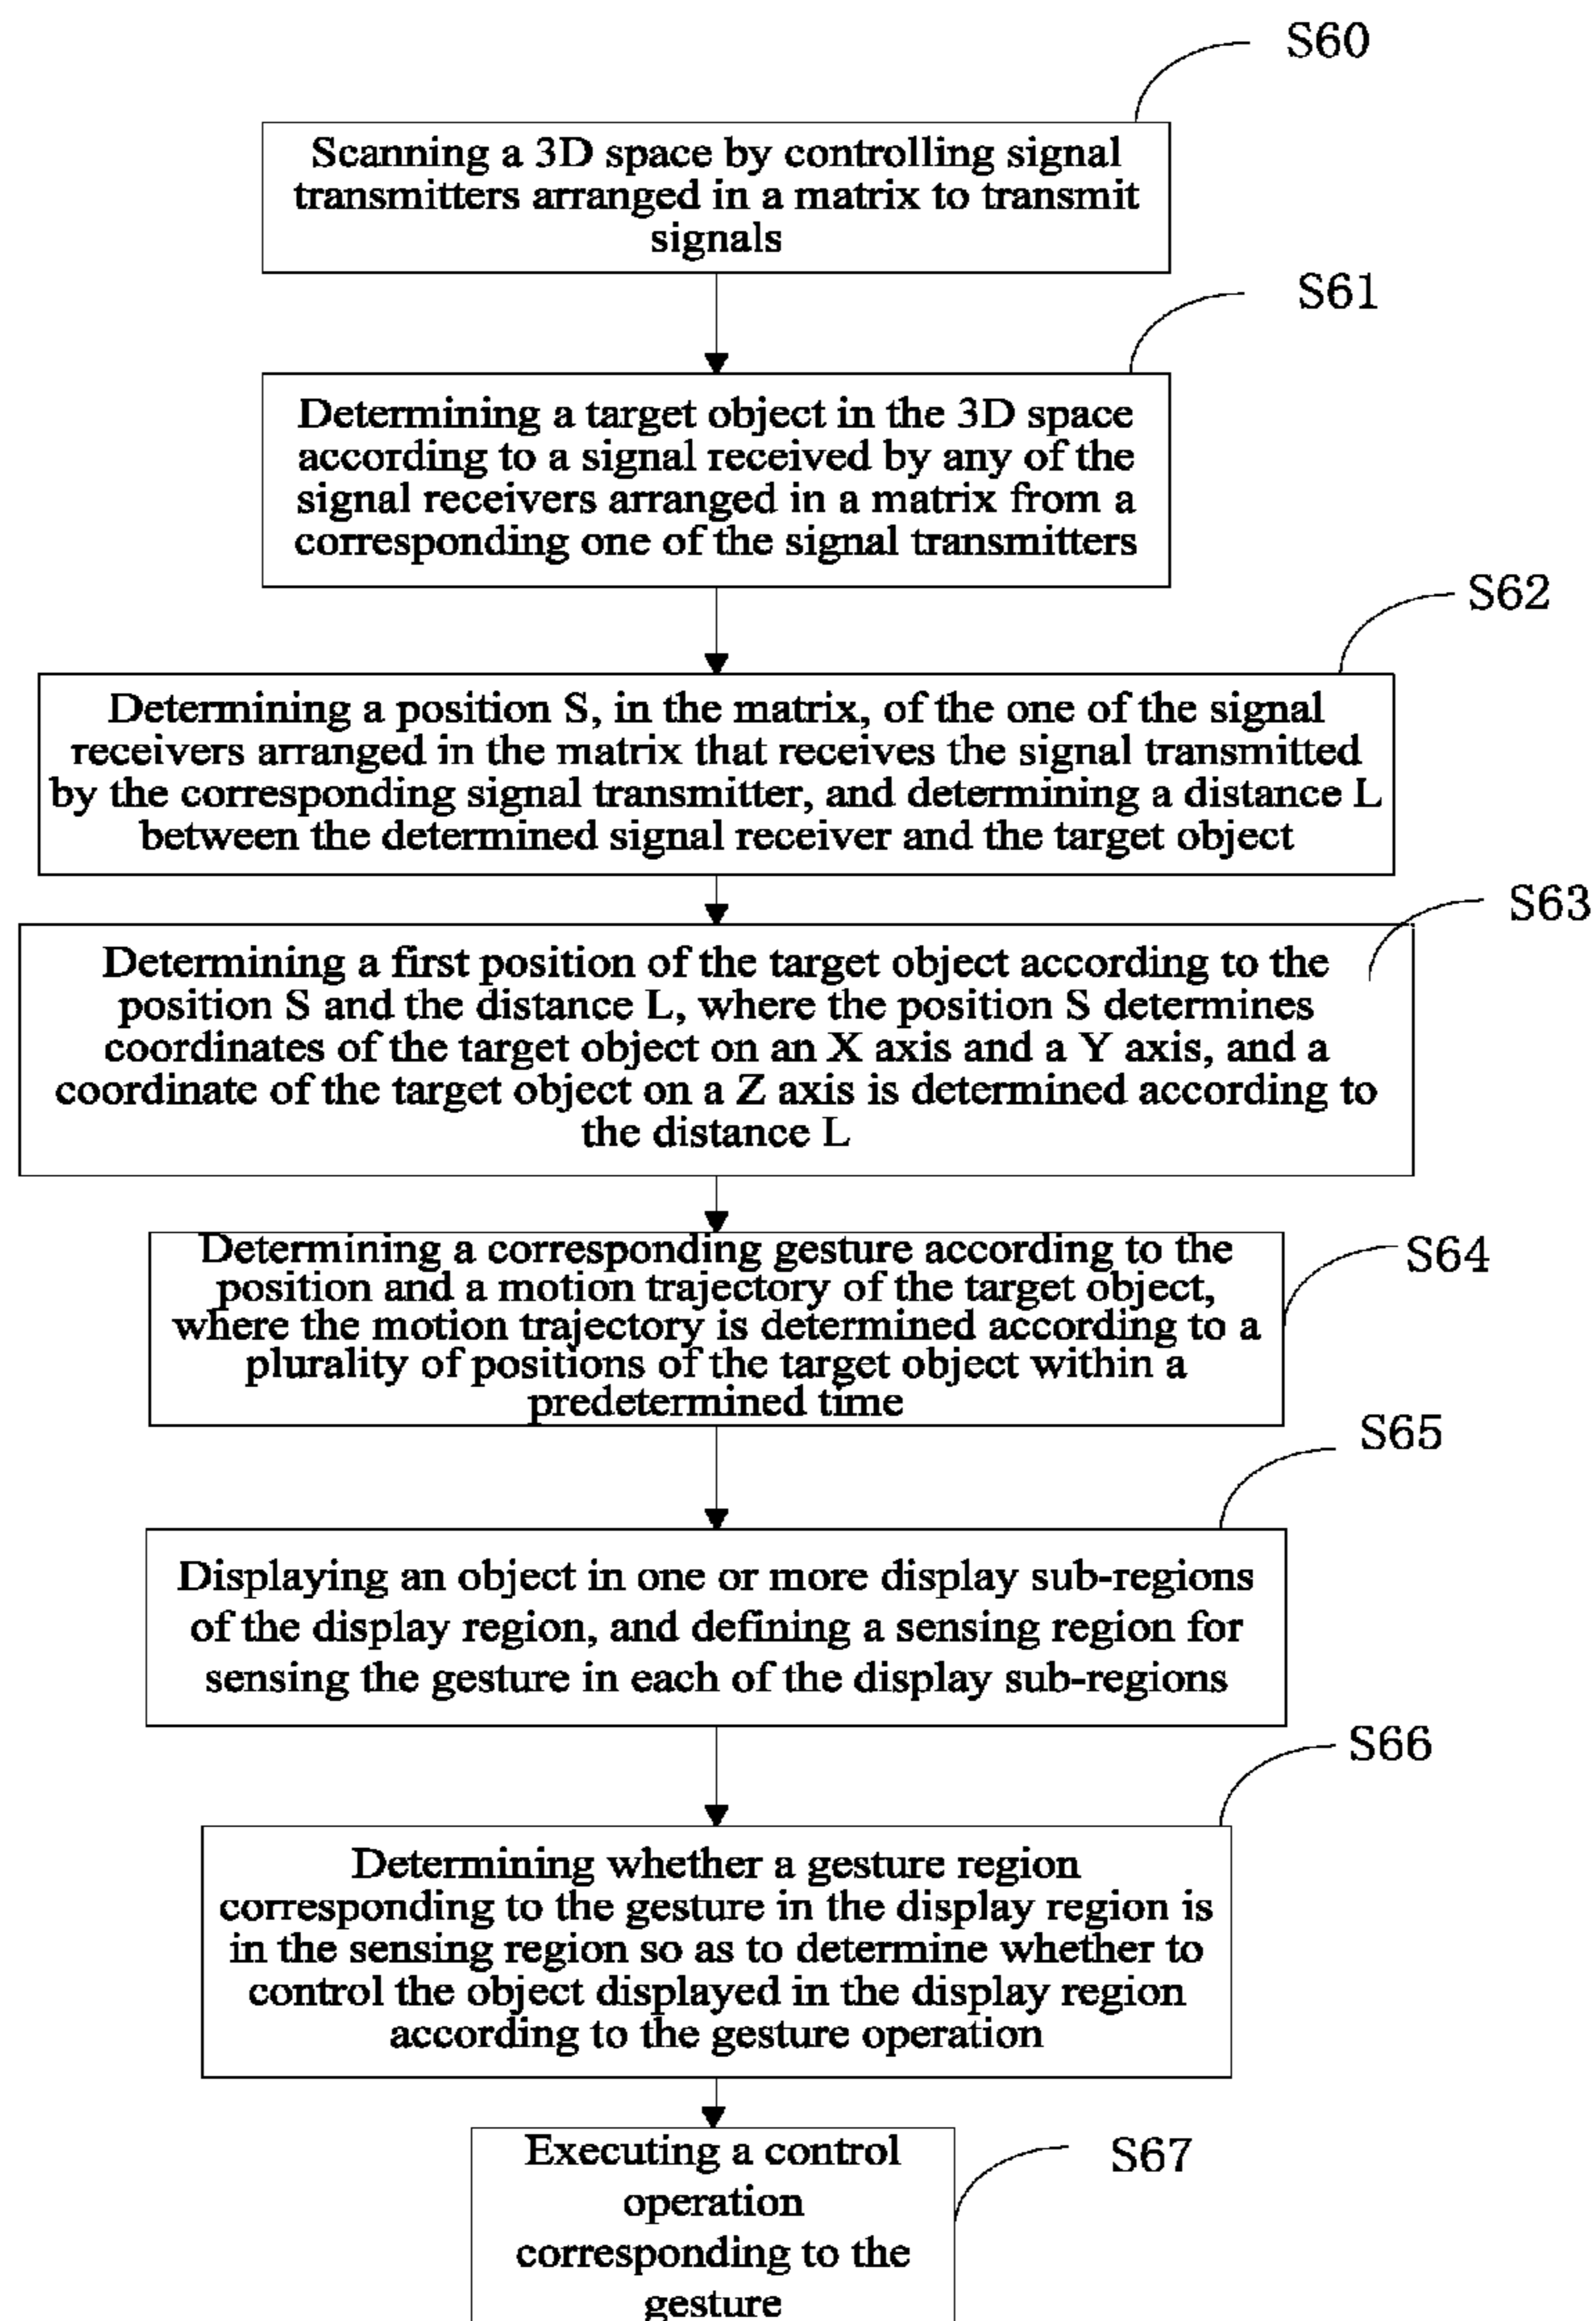 S60
Scanning a 3D space by controlling signal
transmitters arranged in a matrix to transmit
signals
S61
Determining a target object in the 3D space
according to a signal received by any of the
signal receivers arranged in a matrix from a
corresponding one of the signal transmitters
S62
Determining a position S, in the matrix, of the one of the signal
receivers arranged in the matrix that receives the signal transmitted
by the corresponding signal transmitter, and determining a distance L
between the determined signal receiver and the target object
S63
Determining a first position of the target object according to the
position S and the distance L, where the position S determines
coordinates of the target object on an X axis and a Y axis, and a
coordinate of the target object on a Z axis is determined according to
the distance L
S64
Determining a corresponding gesture according to the
position and a motion trajectory of the target object,
where the motion trajectory is determined according to a
plurality of positions of the target object within a
predetermined time
S65
Displaying an object in one or more display sub-regions
of the display region, and defining a sensing region for
sensing the gesture in each of the display sub-regions
S66
Determining whether a gesture region
corresponding to the gesture in the display region is
in the sensing region so as to determine whether to
control the object displayed in the display region
according to the gesture operation
S67
Executing a control
operation
corresponding to the
gesture